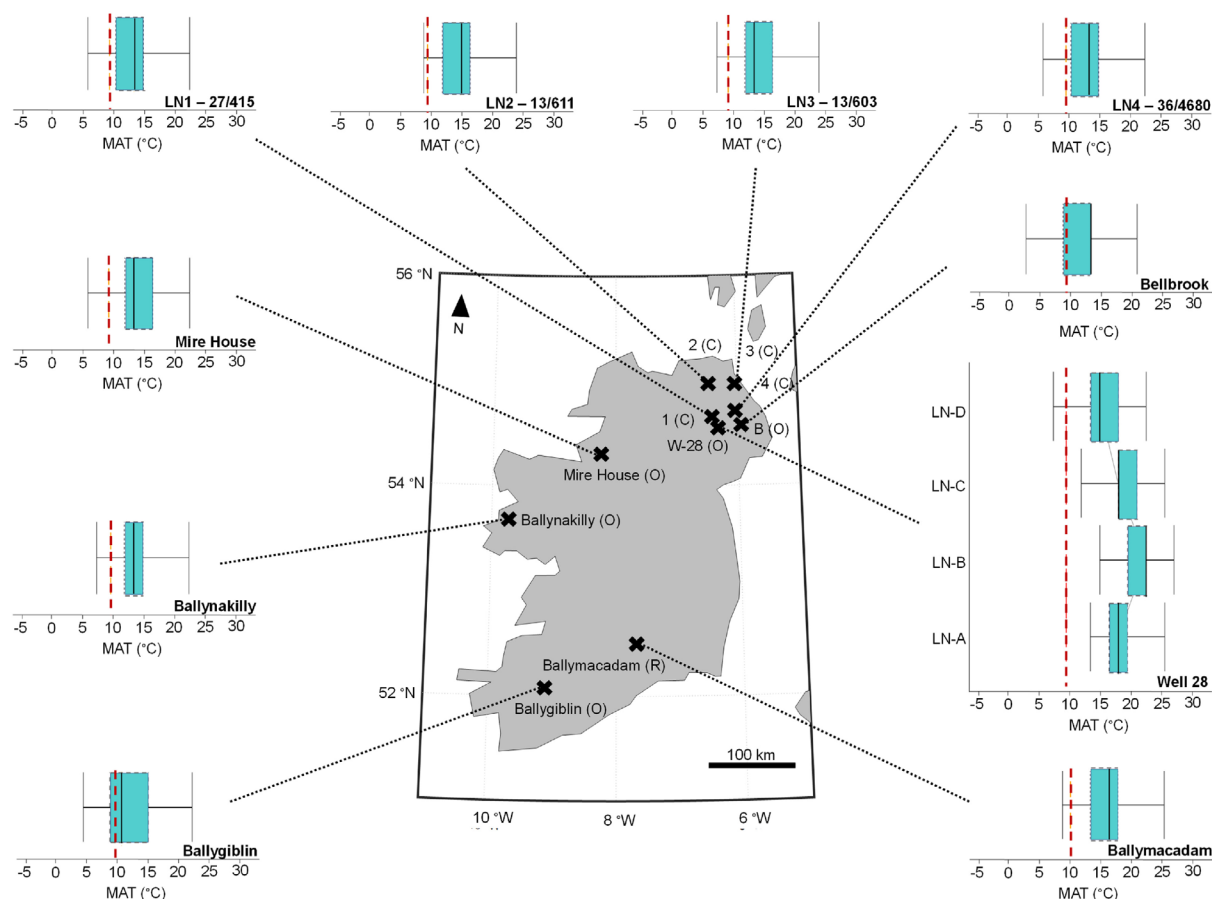 LN1 – 27/415
-5 0 5 10 15 20 25 30
MAT (°C)
LN2 – 13/611
-5 0 5 10 15 20 25 30
MAT (°C)
LN3 – 13/603
-5 0 5 10 15 20 25 30
MAT (°C)
LN4 – 36/4680
-5 0 5 10 15 20 25 30
MAT (°C)
Mire House
-5 0 5 10 15 20 25 30
MAT (°C)
Bellbrook
-5 0 5 10 15 20 25 30
MAT (°C)
Ballynakilly
-5 0 5 10 15 20 25 30
MAT (°C)
LN-D
LN-C
LN-B
LN-A
Well 28
-5 0 5 10 15 20 25 30
MAT (°C)
Ballygiblin
-5 0 5 10 15 20 25 30
MAT (°C)
Ballymacadam
-5 0 5 10 15 20 25 30
MAT (°C)
56 °N
54 °N
52 °N
N
2 (C)
3 (C)
4 (C)
1 (C)
B (O)
W-28 (O)
Mire House (O)
Ballynakilly (O)
Ballymacadam (R)
Ballygiblin (O)
100 km
10 °W
8 °W
6 °W